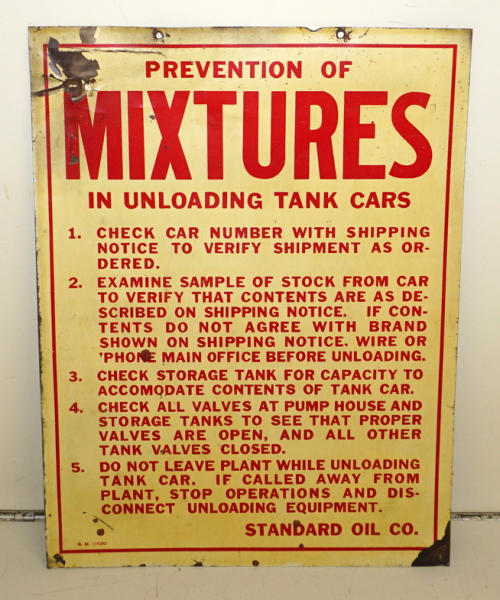 PREVENTION OF
MIXTURES
IN UNLOADING TANK CARS
1. CHECK CAR NUMBER WITH SHIPPING
NOTICE TO VERIFY SHIPMENT AS OR-
DERED.
2. EXAMINE SAMPLE OF STOCK FROM CAR
TO VERIFY THAT CONTENTS ARE AS DE-
SCRIBED ON SHIPPING NOTICE. IF CON-
TENTS DO NOT AGREE WITH BRAND
SHOWN ON SHIPPING NOTICE, WIRE OR
'PHONE MAIN OFFICE BEFORE UNLOADING.
3. CHECK STORAGE TANK FOR CAPACITY TO
ACCOMODATE CONTENTS OF TANK CAR.
4. CHECK ALL VALVES AT PUMP HOUSE AND
STORAGE TANKS TO SEE THAT PROPER
VALVES ARE OPEN, AND ALL OTHER
TANK VALVES CLOSED.
5. DO NOT LEAVE PLANT WHILE UNLOADING
TANK CAR. IF CALLED AWAY FROM
PLANT, STOP OPERATIONS AND DIS-
CONNECT UNLOADING EQUIPMENT.
STANDARD OIL CO.